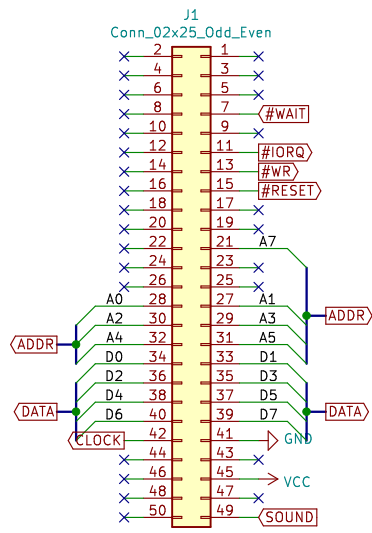 J1
Conn_02x25_Odd_Even
2 1
4 3
6 5
8 7 #WAIT
10 9
12 11 #IORQ
14 13 #WR
16 15 #RESET
18 17
20 19
22 21 A7
24 23
26 25
A0 28 27 A1
ADDR
A2 30 29 A3
ADDR
A4 32 31 A5
D0 34 33 D1
D2 36 35 D3
D4 38 37 D5
DATA DATA
D6 40 39 D7
CLOCK 42 41 GND
44 43
46 45 VCC
48 47
50 49 SOUND